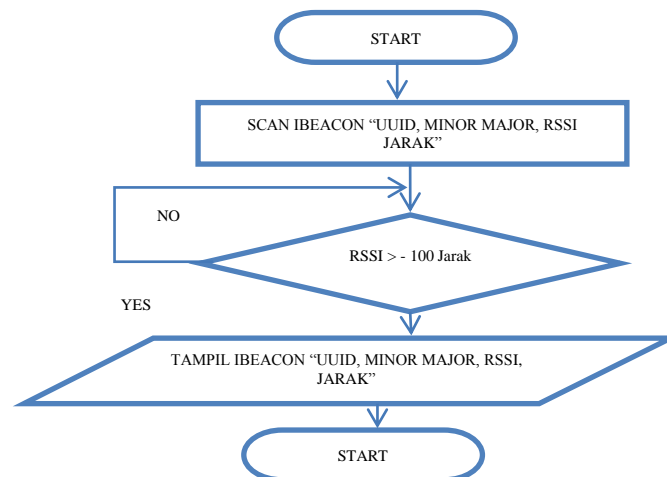 START
SCAN IBEACON “UUID, MINOR MAJOR, RSSI
JARAK”
NO
RSSI > - 100 Jarak
YES
TAMPIL IBEACON “UUID, MINOR MAJOR, RSSI,
JARAK”
START